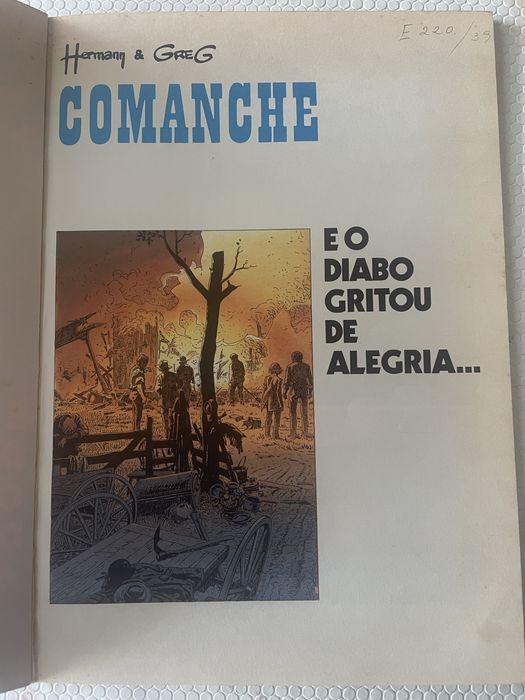 E 220. /39
Hermann & GREG
COMANCHE
E O
DIABO
GRITOU
DE
ALEGRIA...